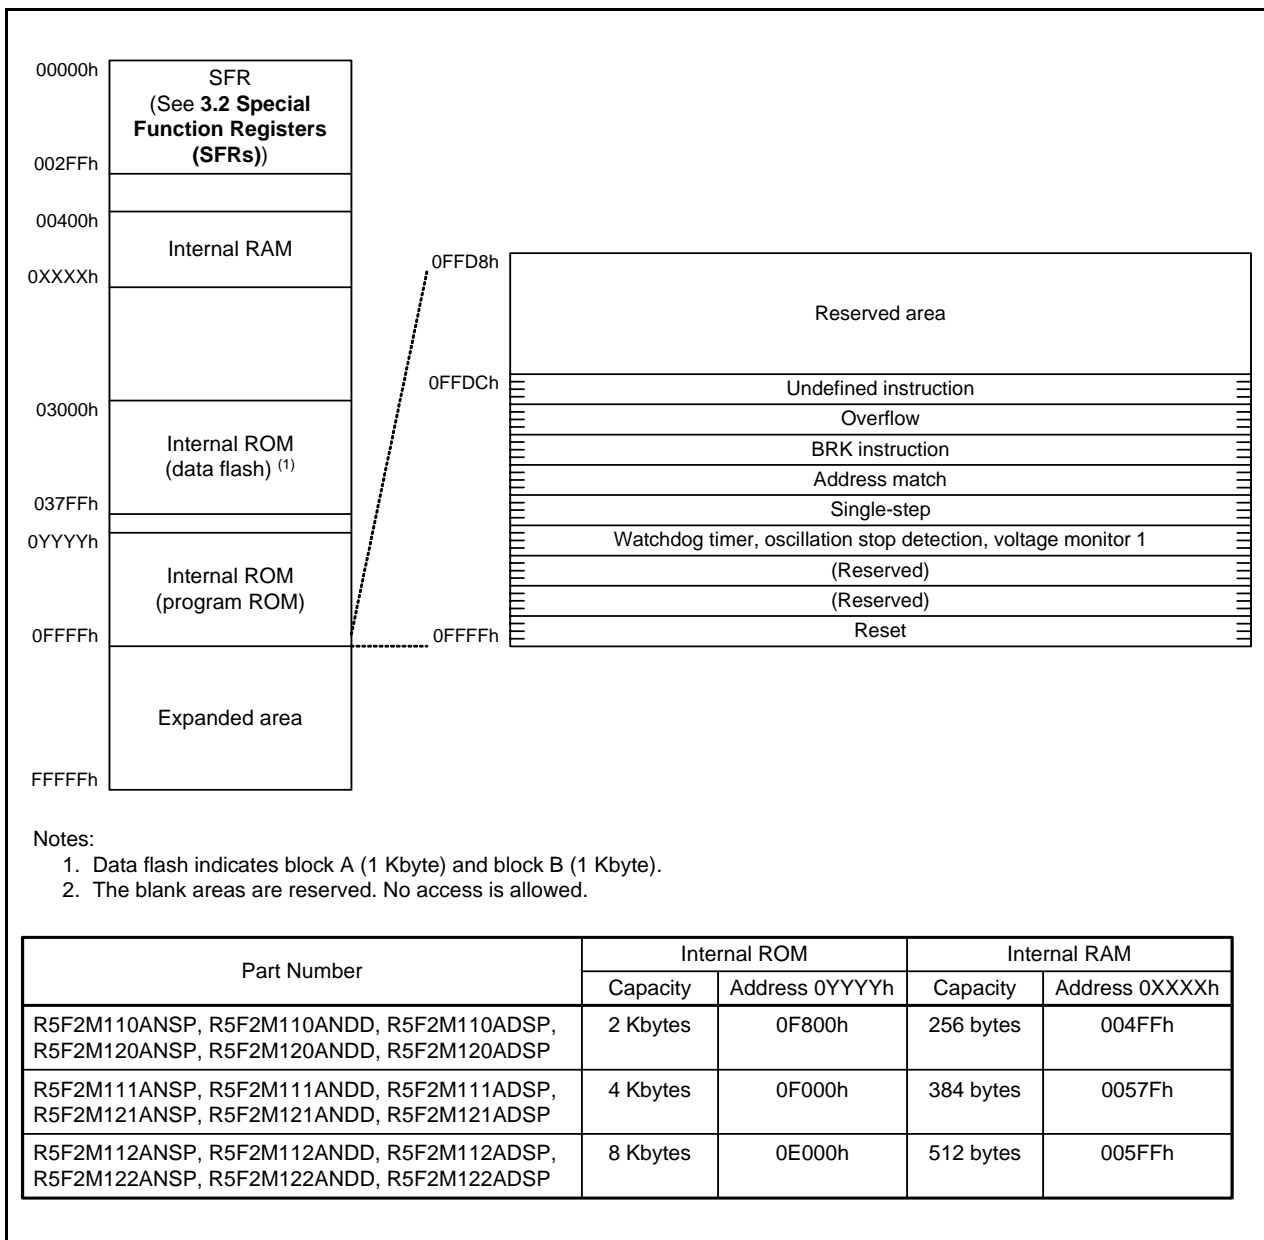 00000h
SFR
(See 3.2 Special
Function Registers
(SFRs))
002FFh
00400h
Internal RAM
0XXXXh
03000h
Internal ROM
(data flash) (1)
037FFh
0YYYYh
Internal ROM
(program ROM)
0FFFFh
Expanded area
FFFFFh
0FFD8h
Reserved area
0FFDCh
Undefined instruction
Overflow
BRK instruction
Address match
Single-step
Watchdog timer, oscillation stop detection, voltage monitor 1
(Reserved)
(Reserved)
0FFFFh
Reset
Notes:
1. Data flash indicates block A (1 Kbyte) and block B (1 Kbyte).
2. The blank areas are reserved. No access is allowed.
Part Number
Internal ROM
Internal RAM
Capacity
Address 0YYYYh
Capacity
Address 0XXXXh
R5F2M110ANSP, R5F2M110ANDD, R5F2M110ADSP,
R5F2M120ANSP, R5F2M120ANDD, R5F2M120ADSP
2 Kbytes
0F800h
256 bytes
004FFh
R5F2M111ANSP, R5F2M111ANDD, R5F2M111ADSP,
R5F2M121ANSP, R5F2M121ANDD, R5F2M121ADSP
4 Kbytes
0F000h
384 bytes
0057Fh
R5F2M112ANSP, R5F2M112ANDD, R5F2M112ADSP,
R5F2M122ANSP, R5F2M122ANDD, R5F2M122ADSP
8 Kbytes
0E000h
512 bytes
005FFh